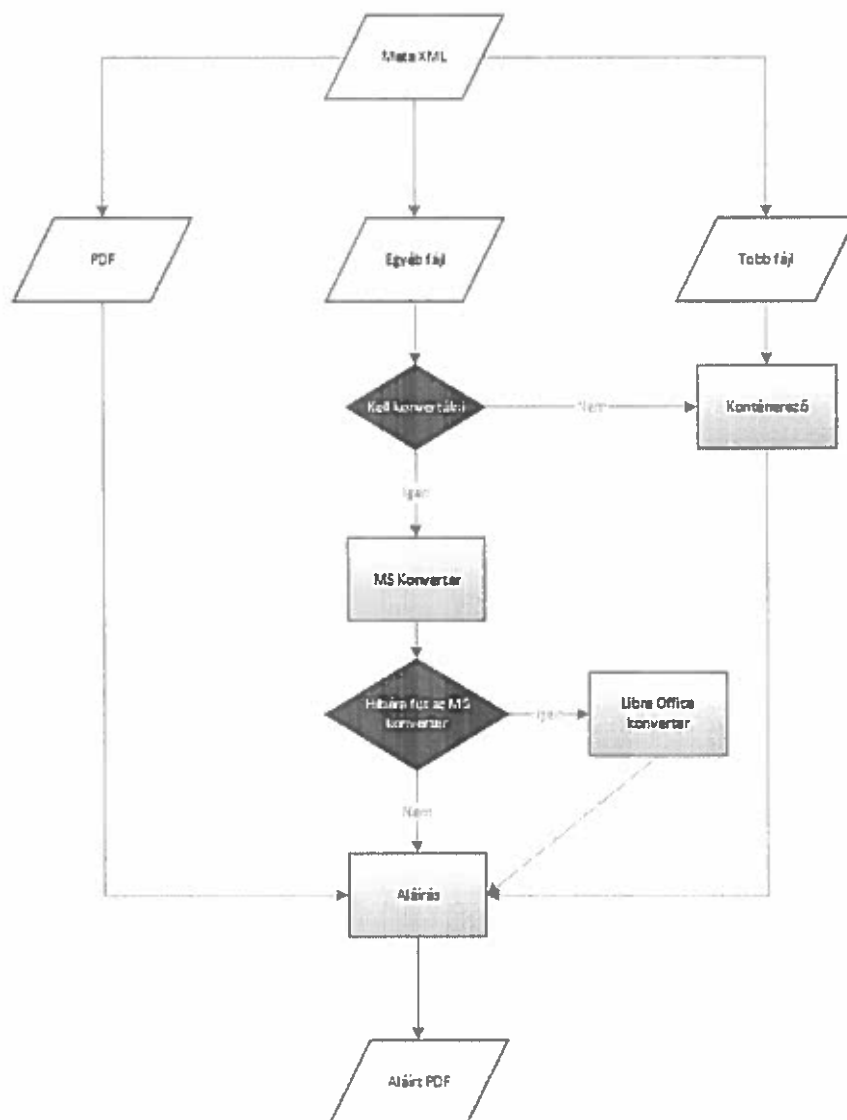 Meta XML
PDF
Egyéb fájl
Több fájl
Kell konvertálni
Nem
Konténerező
Igen
MS Konverter
Hibára fut az MS
konverter
Igen
Libre Office
konverter
Nem
Aláírás
Aláírt PDF